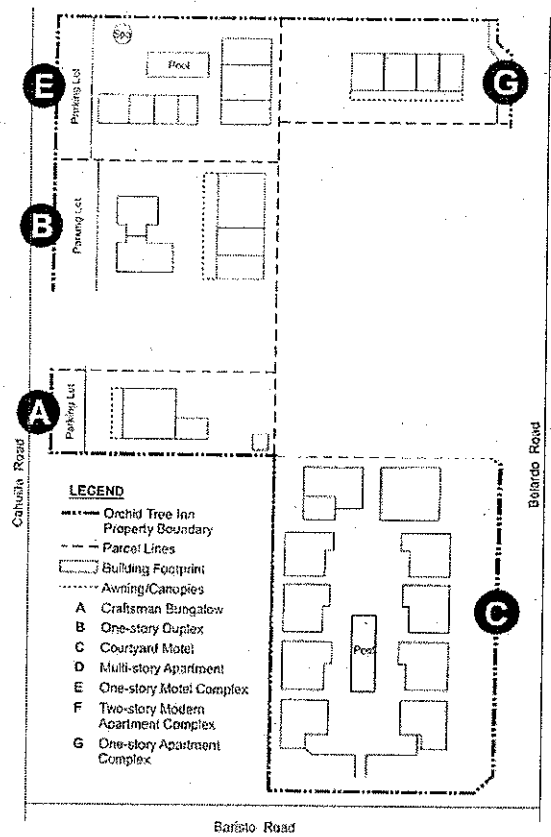 Spa
Pool
Parking Lot
E
G
B
Parking Lot
A
Parking Lot
Cahuilla Road
Belardo Road
LEGEND
Orchid Tree Inn
Property Boundary
Parcel Lines
Building Footprint
Awning/Canopies
A Craftsman Bungalow
B One-story Duplex
C Courtyard Motel
D Multi-story Apartment
E One-story Motel Complex
F Two-story Modern
Apartment Complex
G One-story Apartment
Complex
C
Pool
Baristo Road